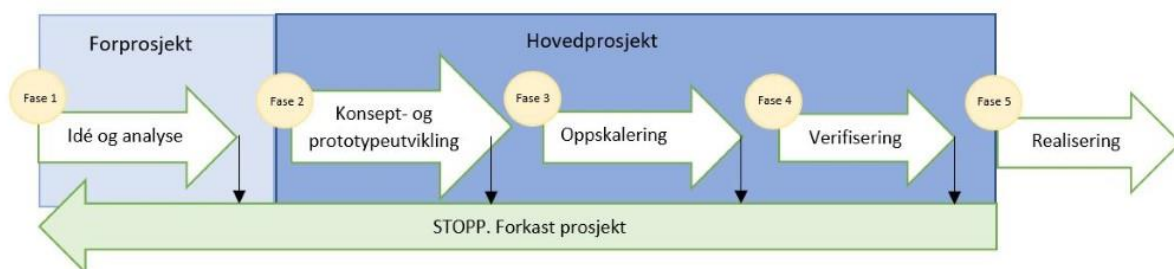 Forprosjekt
Hovedprosjekt
Fase 1
Idé og analyse
Fase 2
Konsept- og
prototypeutvikling
Fase 3
Oppskalering
Fase 4
Verifisering
Fase 5
Realisering
STOPP. Forkast prosjekt